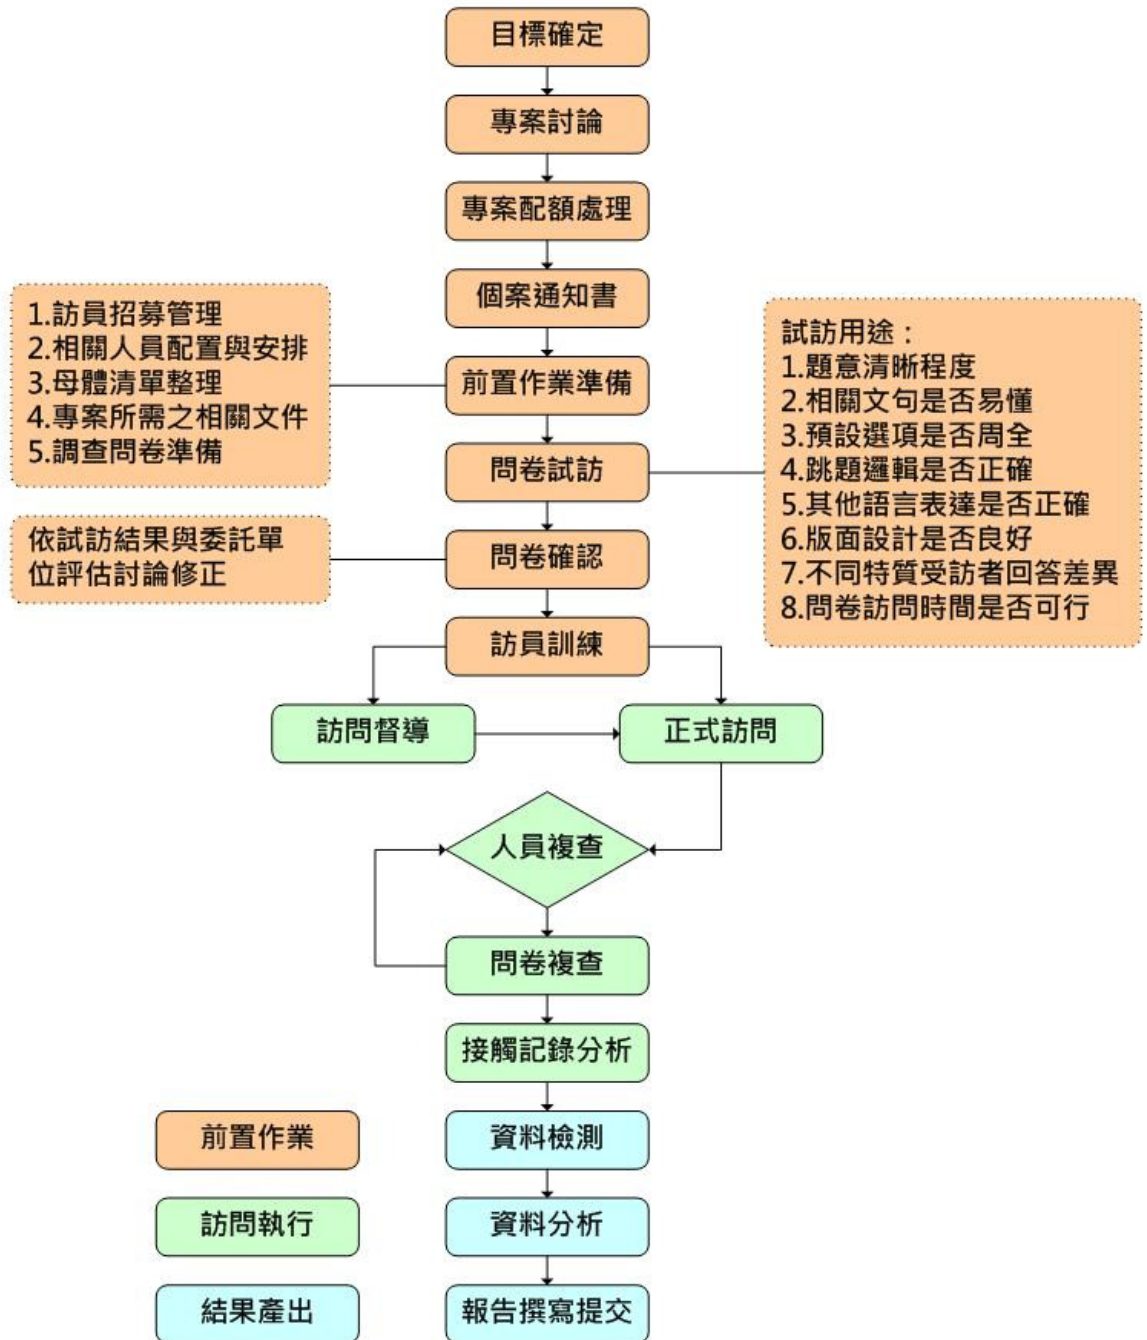 目標確定
專案討論
專案配額處理
個案通知書
1.訪員招募管理
2.相關人員配置與安排
3.母體清單整理
4.專案所需之相關文件
5.調查問卷準備
前置作業準備
試訪用途：
1.題意清晰程度
2.相關文句是否易懂
3.預設選項是否周全
4.跳題邏輯是否正確
5.其他語言表達是否正確
6.版面設計是否良好
7.不同特質受訪者回答差異
8.問卷訪問時間是否可行
問卷試訪
依試訪結果與委託單
位評估討論修正
問卷確認
訪員訓練
訪問督導
正式訪問
人員複查
問卷複查
接觸記錄分析
前置作業
資料檢測
訪問執行
資料分析
結果產出
報告撰寫提交